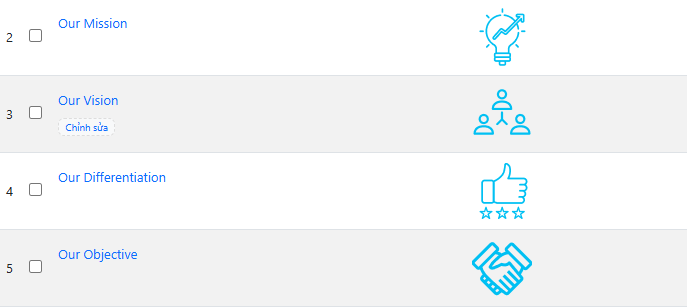 2 Our Mission
3 Our Vision
Chỉnh sửa
4 Our Differentiation
5 Our Objective